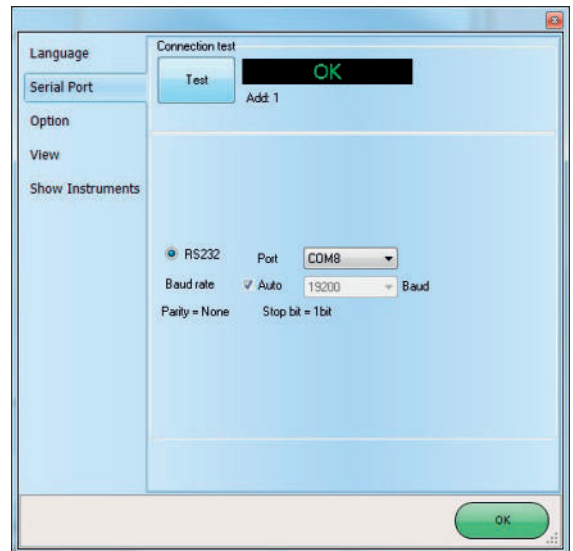 Language
Serial Port
Option
View
Show Instruments
Connection test
Test
OK
Add: 1
RS232 Port COM8
Baud rate Auto 19200 Baud
Parity = None Stop bit = 1bit
OK